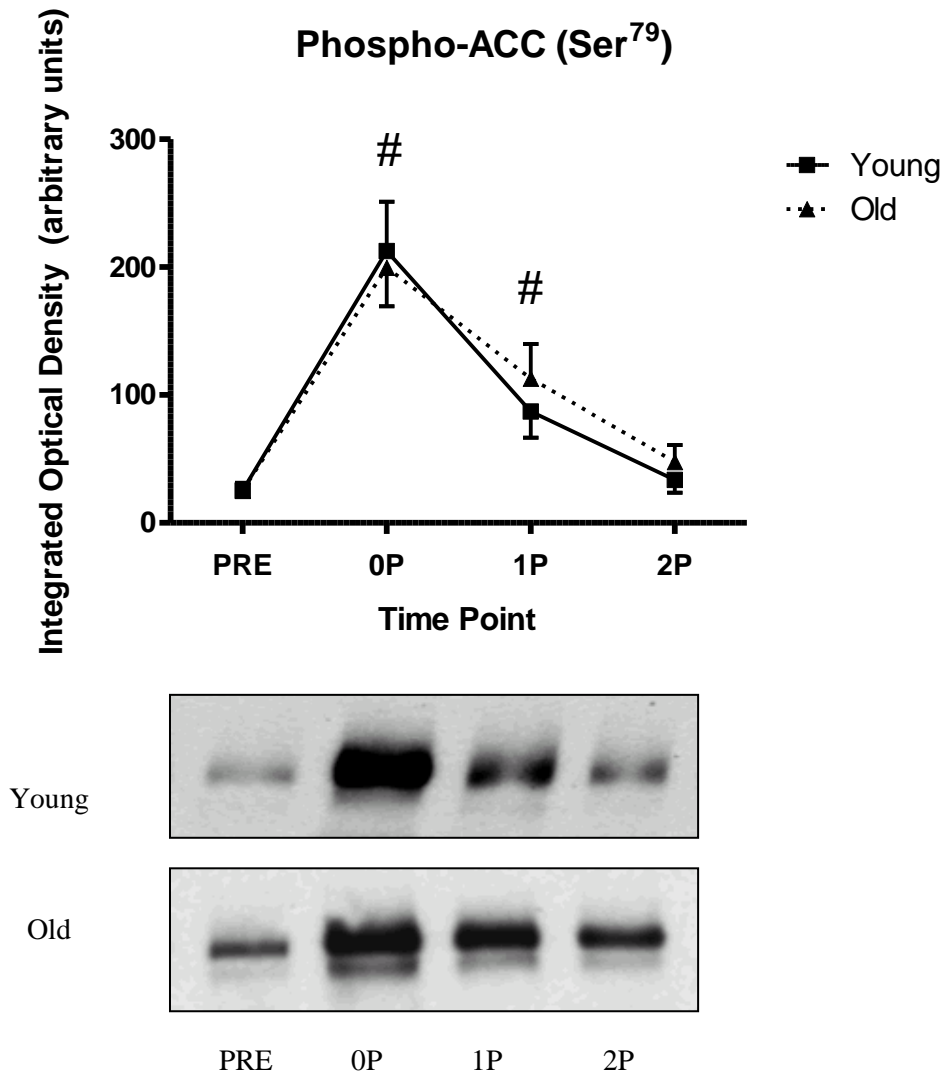 Phospho-ACC (Ser⁷⁹)
Integrated Optical Density (arbitrary units)
300
200
100
0
#
#
Young
Old
PRE 0P 1P 2P
Time Point
Young
Old
PRE 0P 1P 2P